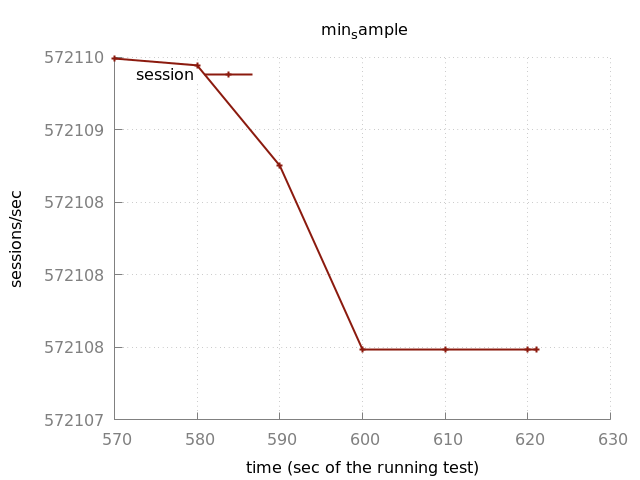 min_sample
572110
session
572109
572108
572108
572108
572107
sessions/sec
570 580 590 600 610 620 630
time (sec of the running test)